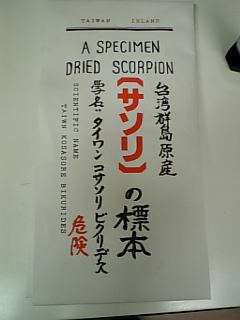 TAIWAN ISLAND
A SPECIMEN
DRIED SCORPION
台湾群島原産
〔サソリ〕の標本
学名:タイワンコサソリビクリデス
危険
SCIENTIFIC NAME
TAIWN KOSASORE BIKURIDES